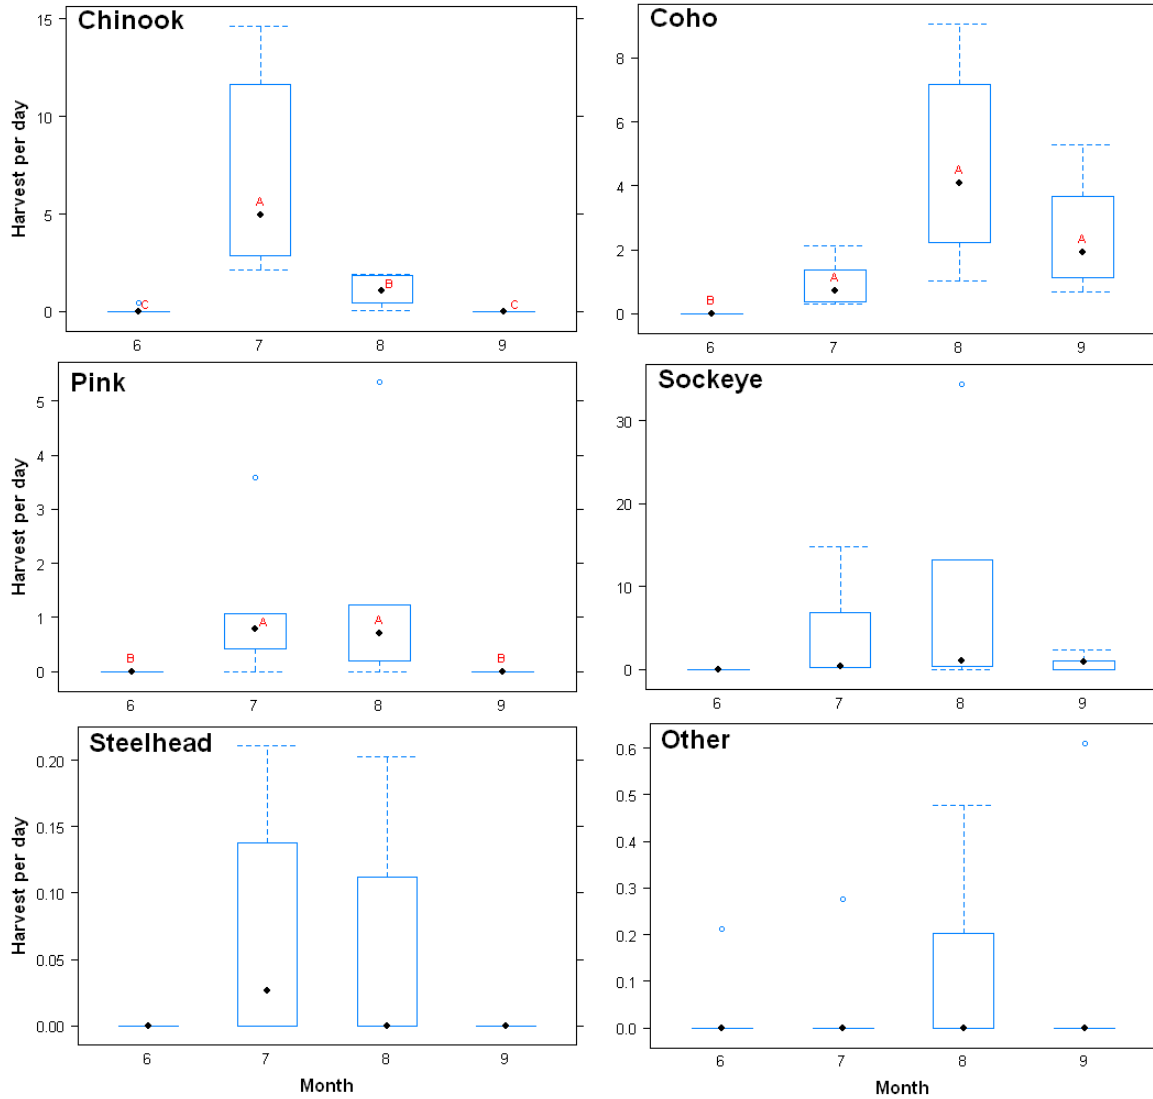 Chinook
Harvest per day
15
10
5
0
A
B
C
C
6 7 8 9
Coho
8
6
4
2
0
B
A
A
A
6 7 8 9
Pink
Harvest per day
5
4
3
2
1
0
B
A
A
B
6 7 8 9
Sockeye
30
20
10
0
6 7 8 9
Steelhead
Harvest per day
0.20
0.15
0.10
0.05
0.00
6 7 8 9
Month
Other
0.6
0.5
0.4
0.3
0.2
0.1
0.0
6 7 8 9
Month